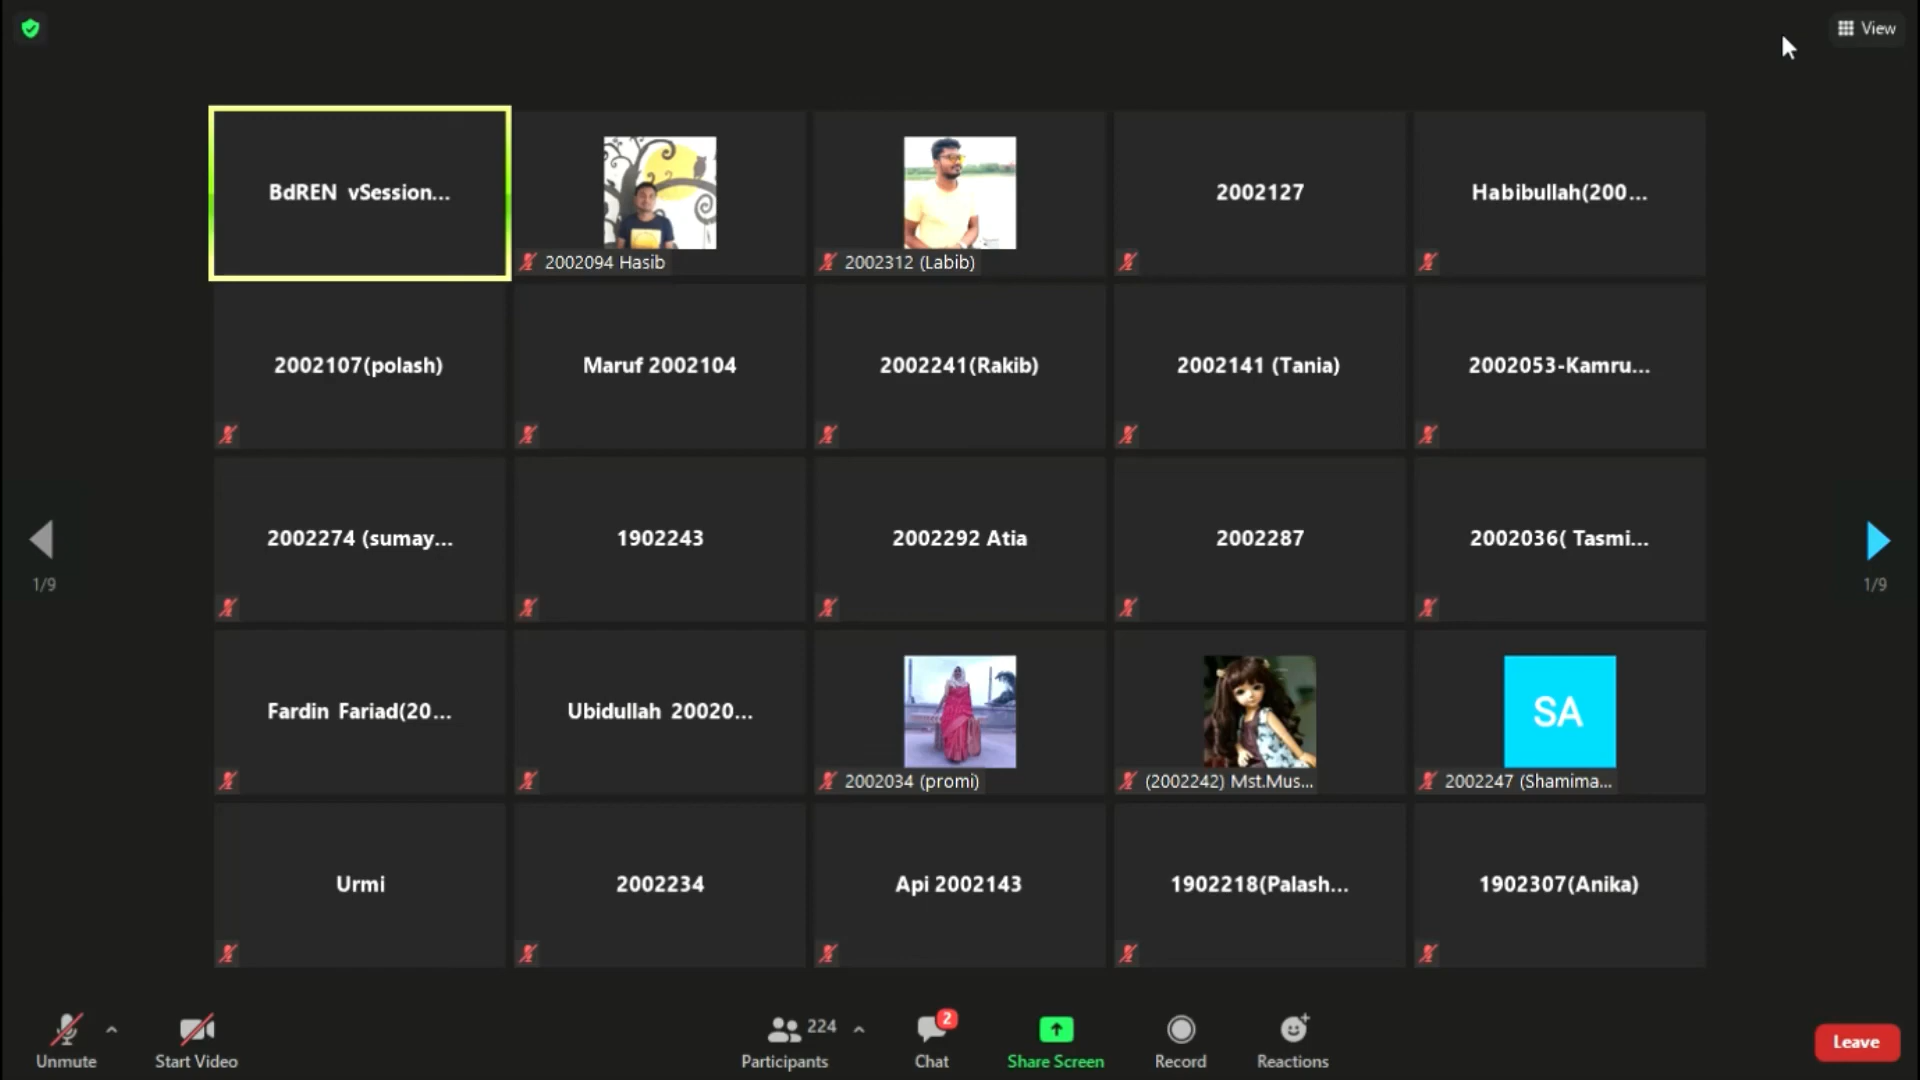 View
BdREN vSession...
2002094 Hasib
2002312 (Labib)
2002127
Habibullah(200...
2002107(polash)
Maruf 2002104
2002241(Rakib)
2002141 (Tania)
2002053-Kamru...
2002274 (sumay...
1902243
2002292 Atia
2002287
2002036( Tasmi...
1/9
1/9
Fardin Fariad(20...
Ubidullah 20020...
2002034 (promi)
(2002242) Mst.Mus...
SA
2002247 (Shamima...
Urmi
2002234
Api 2002143
1902218(Palash...
1902307(Anika)
Unmute
Start Video
224
Participants
2
Chat
Share Screen
Record
Reactions
Leave